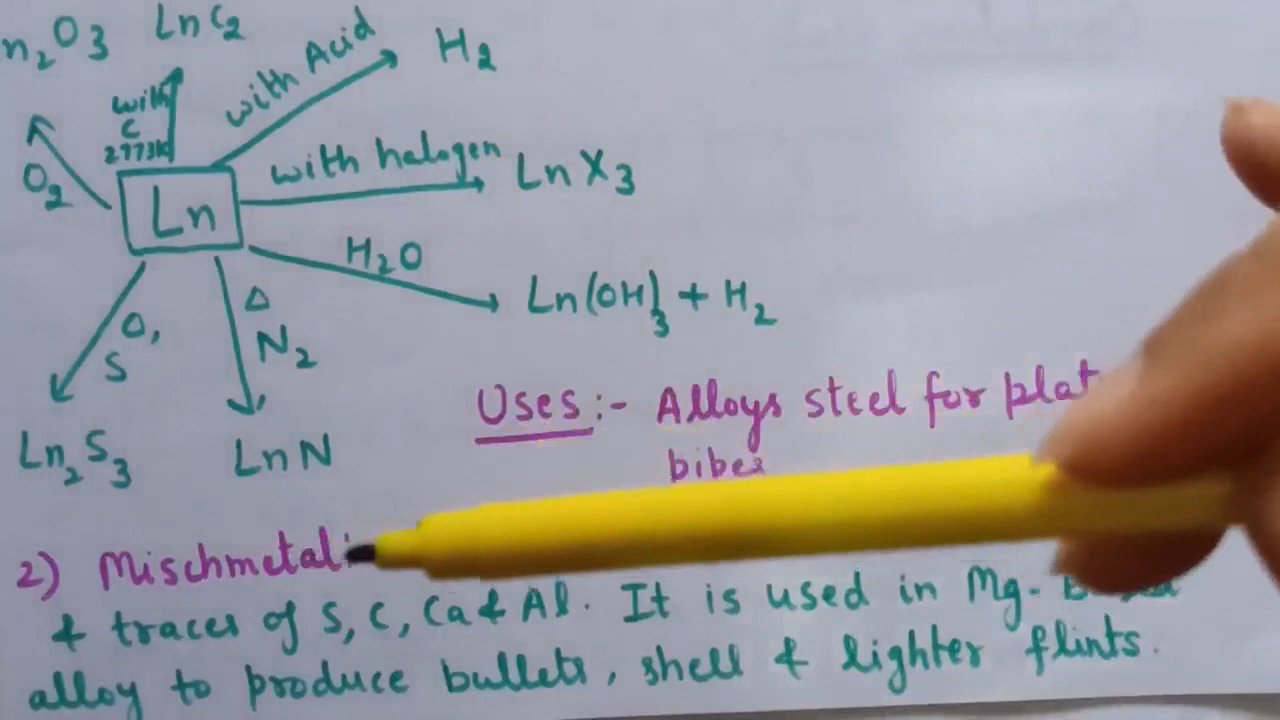 n₂O₃ LnC₂
with Acid H₂
with
C
2773K
O₂ with halogen LnX₃
Ln
H₂O
Ln(OH)₃ + H₂
Δ, S
Δ N₂
Ln₂S₃ LnN
Uses :- Alloys steel for plat
bibes
2) Mischmetal:
& traces of S, C, Ca & Al. It is used in Mg-
alloy to produce bullets, shell & lighter flints.